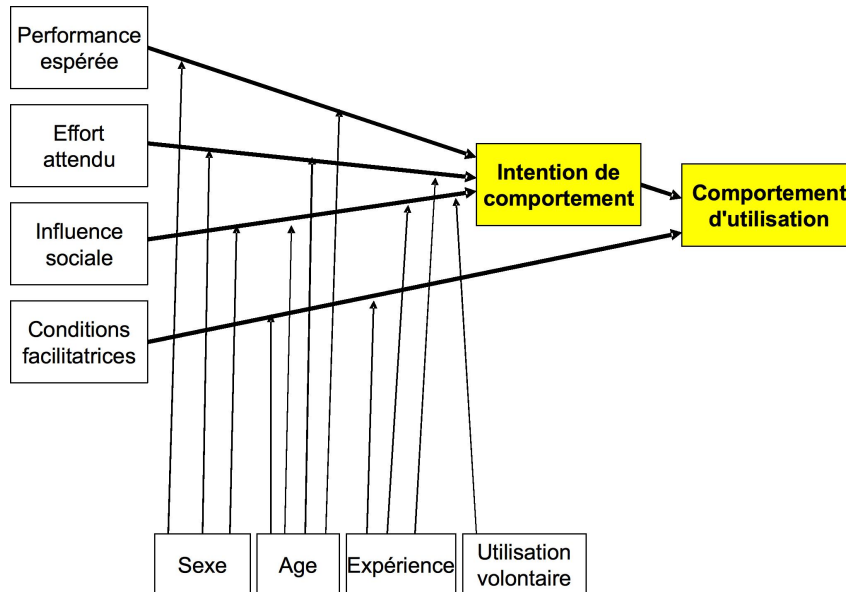 Performance
espérée
Effort
attendu
Influence
sociale
Conditions
facilitatrices
Intention de
comportement
Comportement
d'utilisation
Sexe
Age
Expérience
Utilisation
volontaire